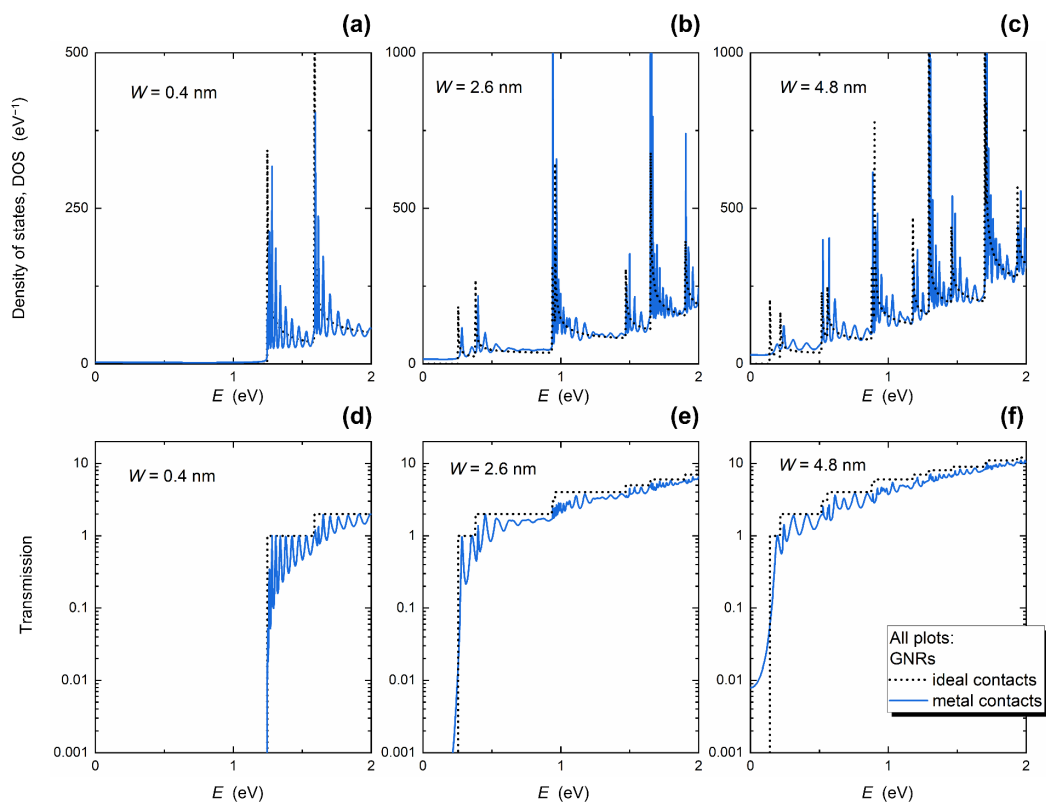 (a)
(b)
(c)
500
250
0
W = 0.4 nm
0
1
2
E (eV)
Density of states, DOS (eV⁻¹)
1000
500
0
W = 2.6 nm
0
1
2
E (eV)
1000
500
0
W = 4.8 nm
0
1
2
E (eV)
(d)
(e)
(f)
10
1
0.1
0.01
0.001
W = 0.4 nm
0
1
2
E (eV)
Transmission
10
1
0.1
0.01
0.001
W = 2.6 nm
0
1
2
E (eV)
10
1
0.1
0.01
0.001
W = 4.8 nm
0
1
2
E (eV)
All plots:
GNRs
ideal contacts
metal contacts